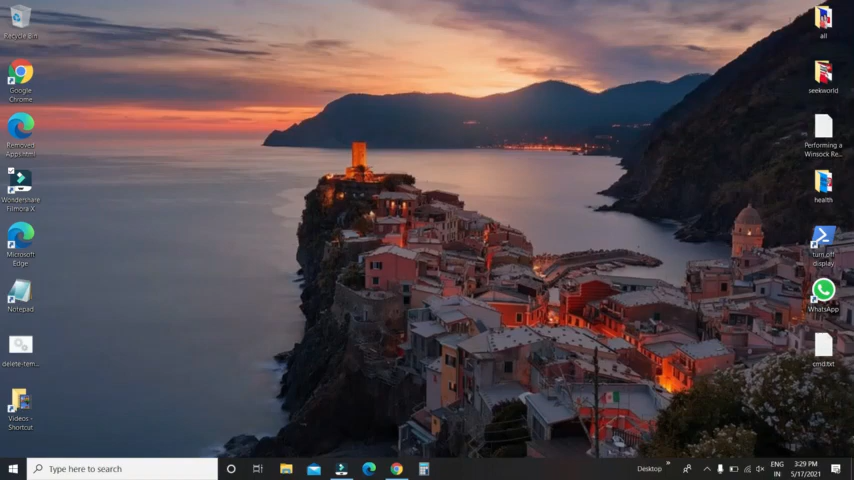 Recycle Bin
Google
Chrome
Removed
Apps.html
Wondershare
Filmora X
Microsoft
Edge
Notepad
delete-tem...
Videos -
Shortcut
all
seekworld
Performing a
Winsock Re...
health
turn off
display
WhatsApp
cmd.txt
Type here to search
Desktop
»
ENG
IN
3:29 PM
5/17/2021